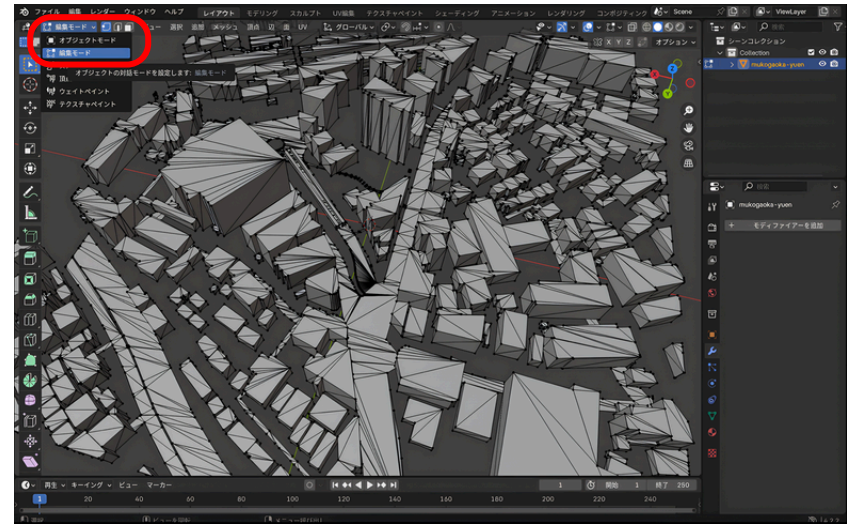 ファイル 編集 レンダー ウィンドウ ヘルプ レイアウト モデリング スカルプト UV編集 テクスチャペイント シェーディング アニメーション レンダリング コンポジティング Scene ViewLayer
編集モード 選択 追加 メッシュ 頂点 辺 面 UV グローバル
オブジェクトモード
編集モード
オブジェクトの対話モードを設定します: 編集モード
ウェイトペイント
テクスチャペイント
X Y Z オプション
検索
シーンコレクション
Collection
mukogaoka-yuen
検索
mukogaoka-yuen
モディファイアーを追加
再生 キーイング ビュー マーカー 1 開始 1 終了 250
1 20 40 60 80 100 120 140 160 180 200 220 240
選択